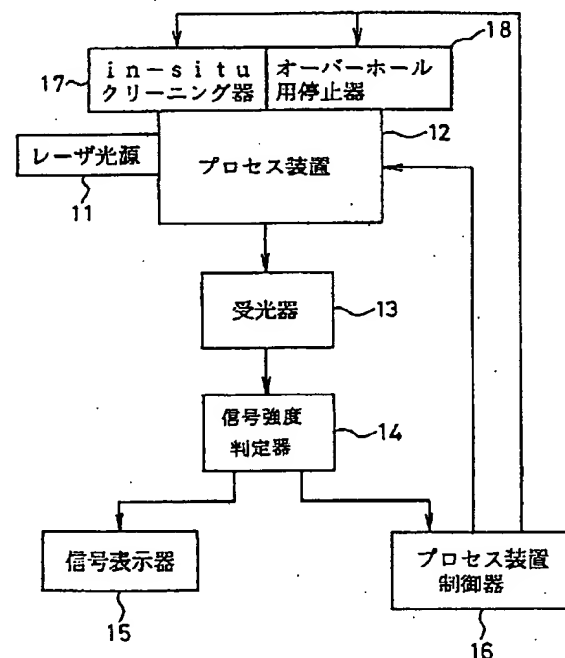 18
17
ｉｎ－ｓｉｔｕ
クリーニング器
オーバーホール
用停止器
12
レーザ光源
プロセス装置
11
受光器
13
信号強度
判定器
14
信号表示器
プロセス装置
制御器
15
16